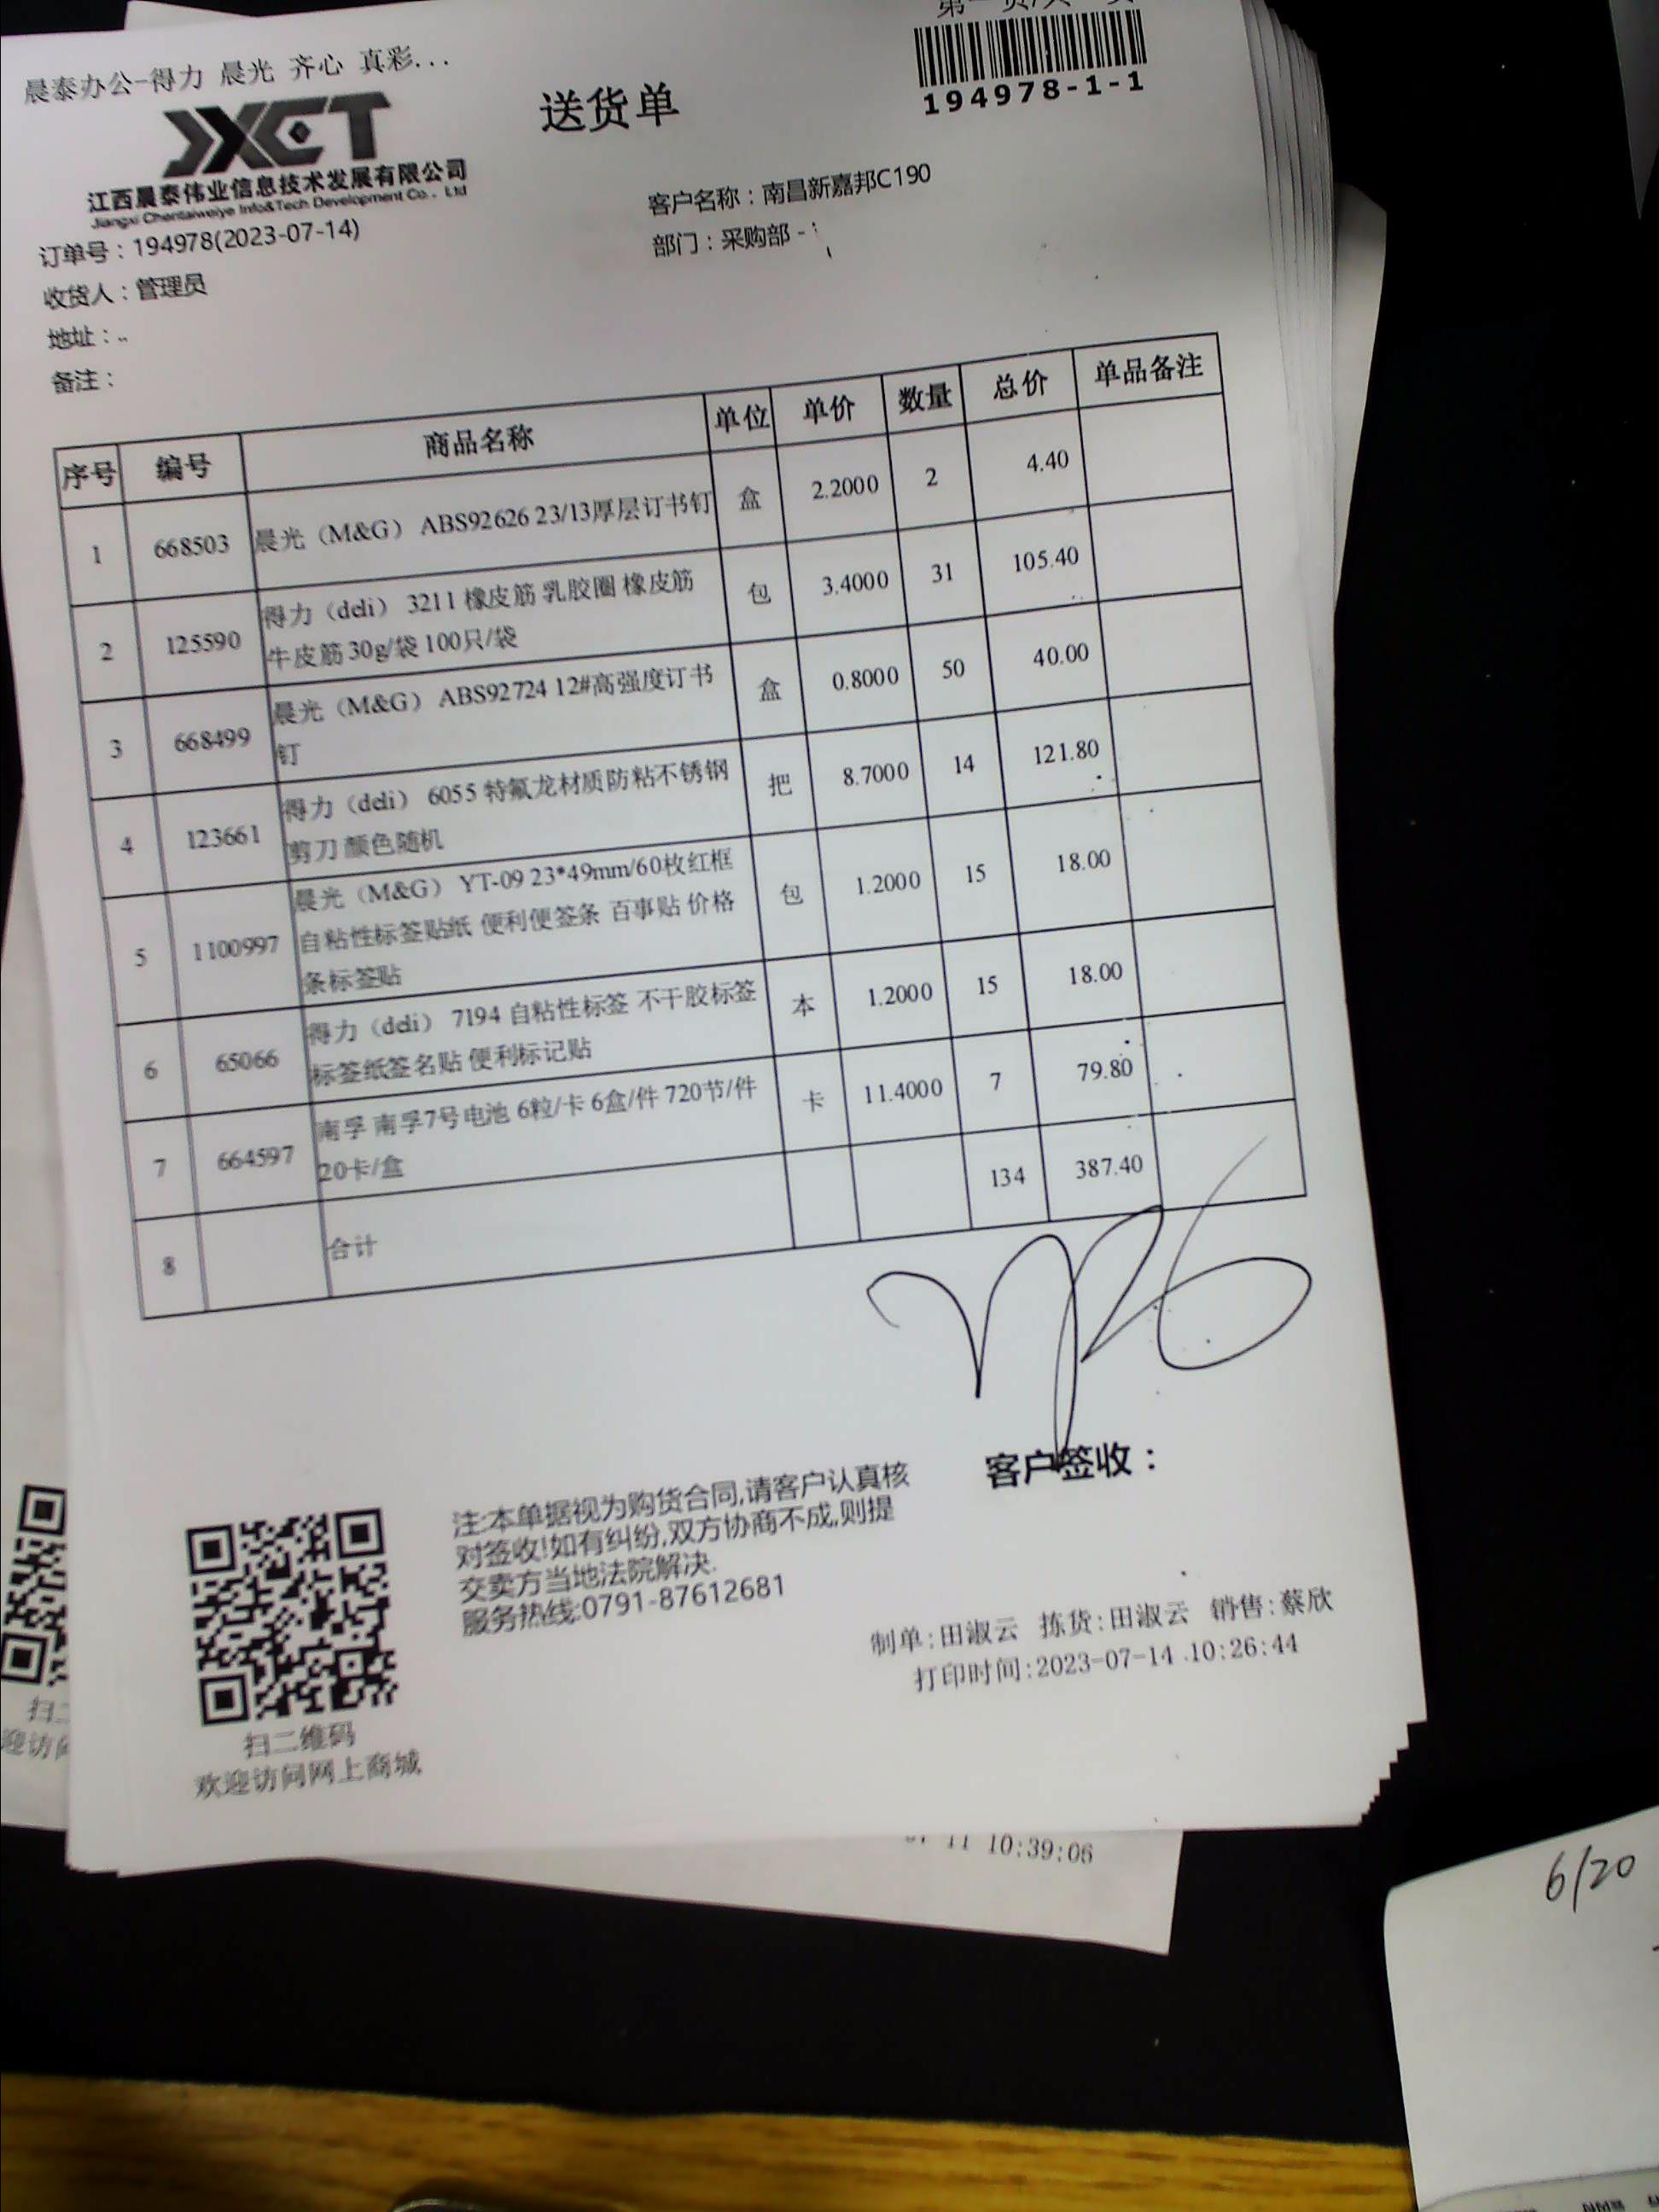 晨泰办公-得力 晨光 齐心 真彩...
JXCT
江西晨泰伟业信息技术发展有限公司
Jiangxi Chentaiweiye Info&Tech Development Co., Ltd
送货单
194978-1-1
订单号：194978(2023-07-14)
客户名称：南昌新嘉邦C190
收货人：管理员
部门：采购部 -
地址：..
备注：
序号 编号 商品名称 单位 单价 数量 总价 单品备注
1 668503 晨光（M&G） ABS92626 23/13厚层订书钉 盒 2.2000 2 4.40
2 125590 得力（deli） 3211 橡皮筋 乳胶圈 橡皮筋
牛皮筋 30g/袋 100只/袋 包 3.4000 31 105.40
3 668499 晨光（M&G） ABS92724 12#高强度订书
钉 盒 0.8000 50 40.00
4 123661 得力（deli） 6055 特氟龙材质防粘不锈钢
剪刀 颜色随机 把 8.7000 14 121.80
5 1100997 晨光（M&G） YT-09 23*49mm/60枚红框
自粘性标签贴纸 便利便签条 百事贴 价格
条标签贴 包 1.2000 15 18.00
6 65066 得力（deli） 7194 自粘性标签 不干胶标签
标签纸签名贴 便利标记贴 本 1.2000 15 18.00
7 664597 南孚 南孚7号电池 6粒/卡 6盒/件 720节/件
20卡/盒 卡 11.4000 7 79.80
8 合计 134 387.40
客户签收：
注:本单据视为购货合同,请客户认真核
对签收!如有纠纷,双方协商不成,则提
交卖方当地法院解决.
服务热线:0791-87612681
制单:田淑云 拣货:田淑云 销售:蔡欣
打印时间:2023-07-14 10:26:44
扫二维码
欢迎访问网上商城
11 10:39:06
6/20